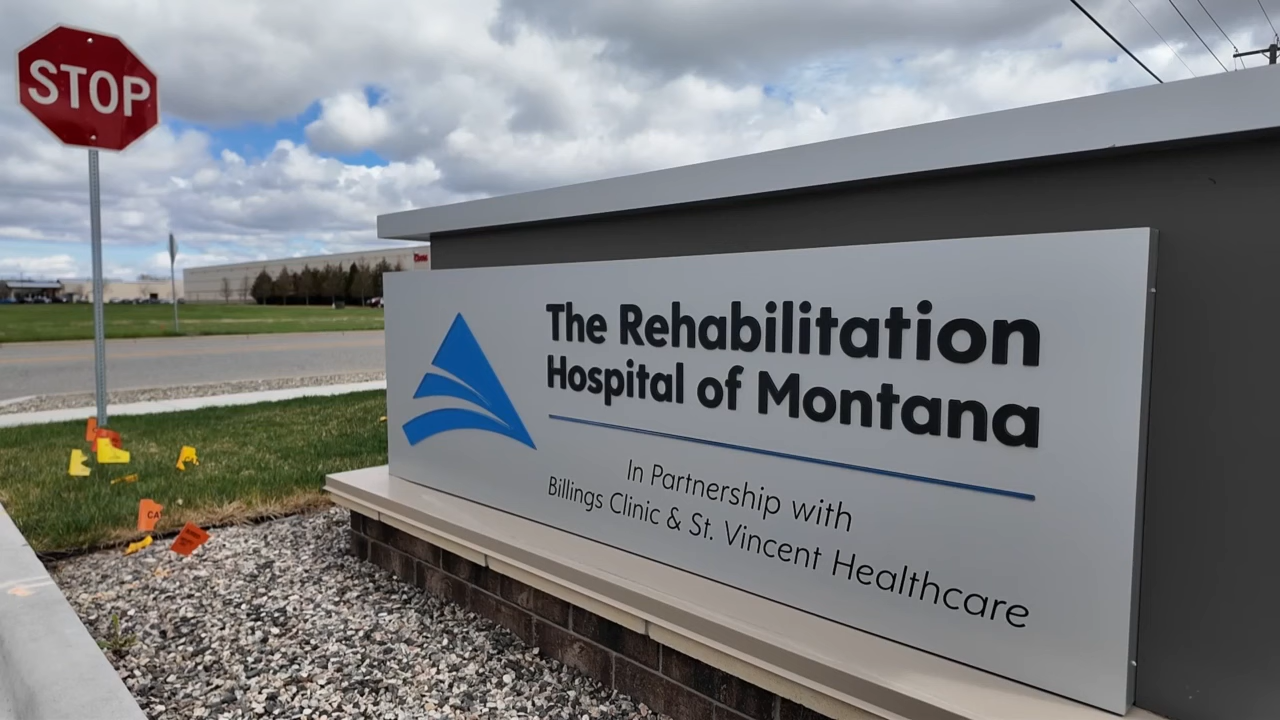 STOP
The Rehabilitation
Hospital of Montana
In Partnership with
Billings Clinic & St. Vincent Healthcare